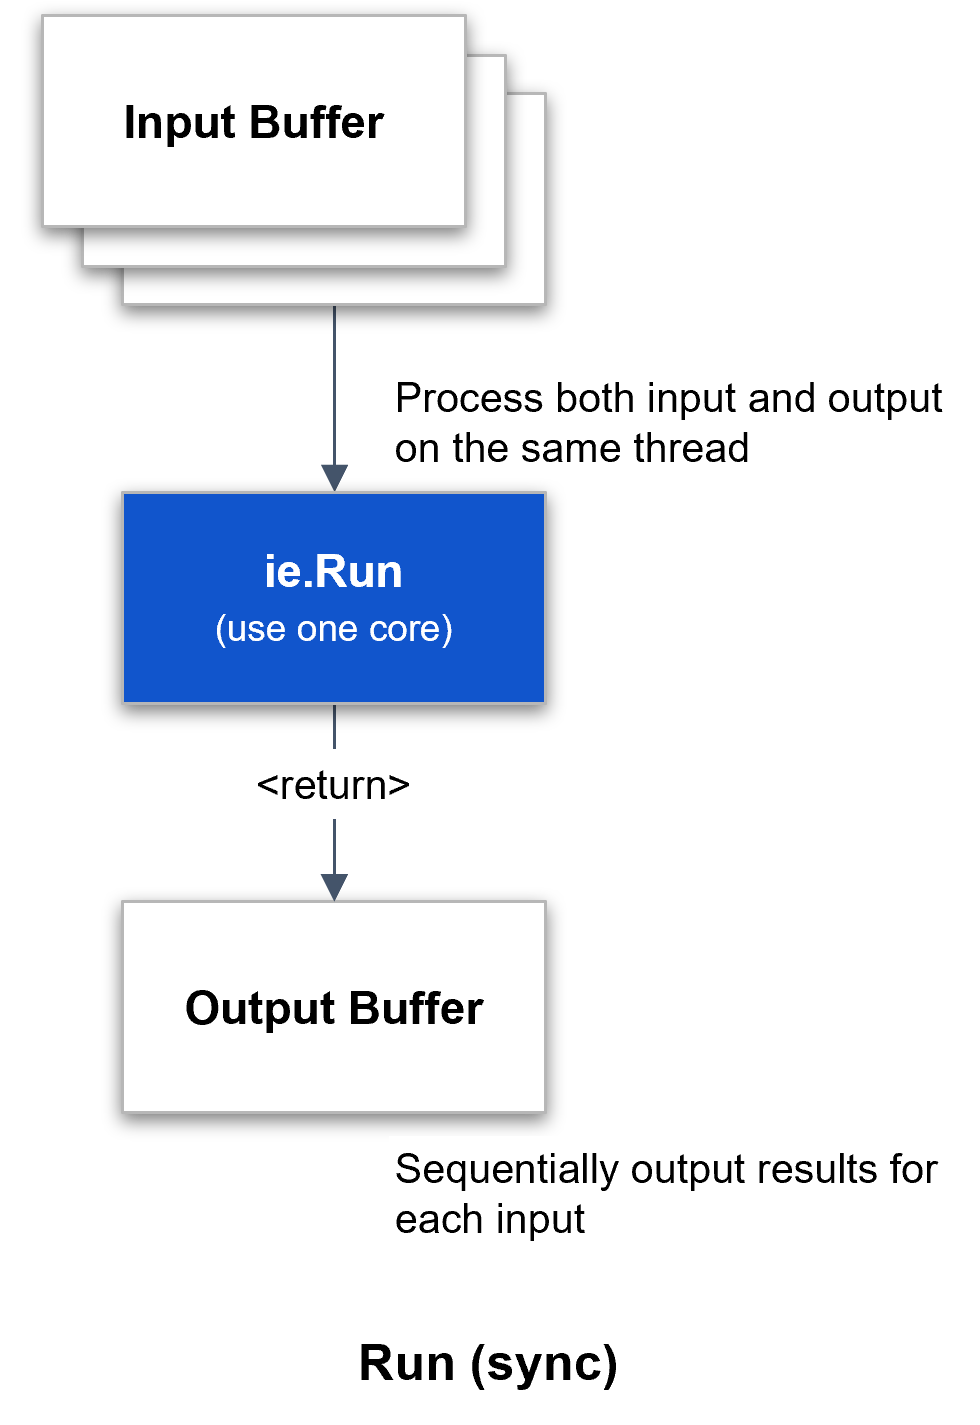 Input Buffer
Process both input and output
on the same thread
ie.Run
(use one core)
<return>
Output Buffer
Sequentially output results for
each input
Run (sync)